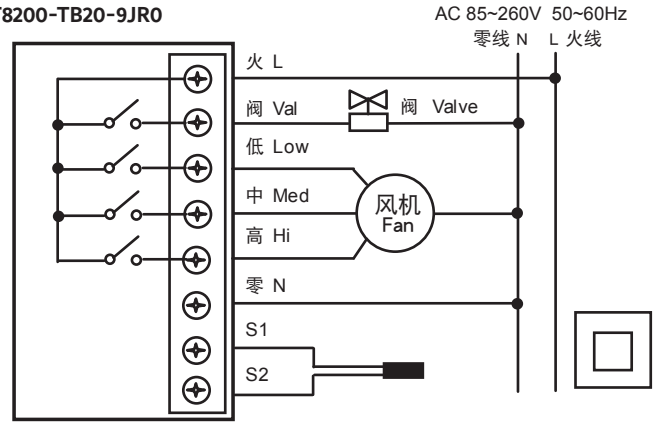 T8200-TB20-9JR0
AC 85~260V 50~60Hz
零线 N L 火线
火 L
阀 Val
阀 Valve
低 Low
中 Med
风机
Fan
高 Hi
零 N
S1
S2